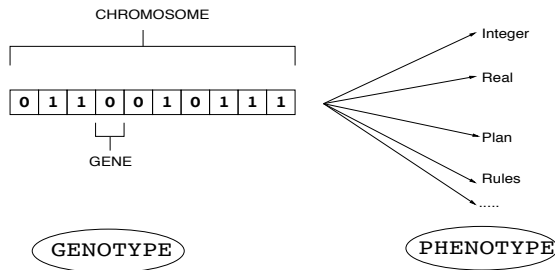 CHROMOSOME
0 1 1 0 0 1 0 1 1 1
GENE
GENOTYPE
Integer
Real
Plan
Rules
.....
PHENOTYPE